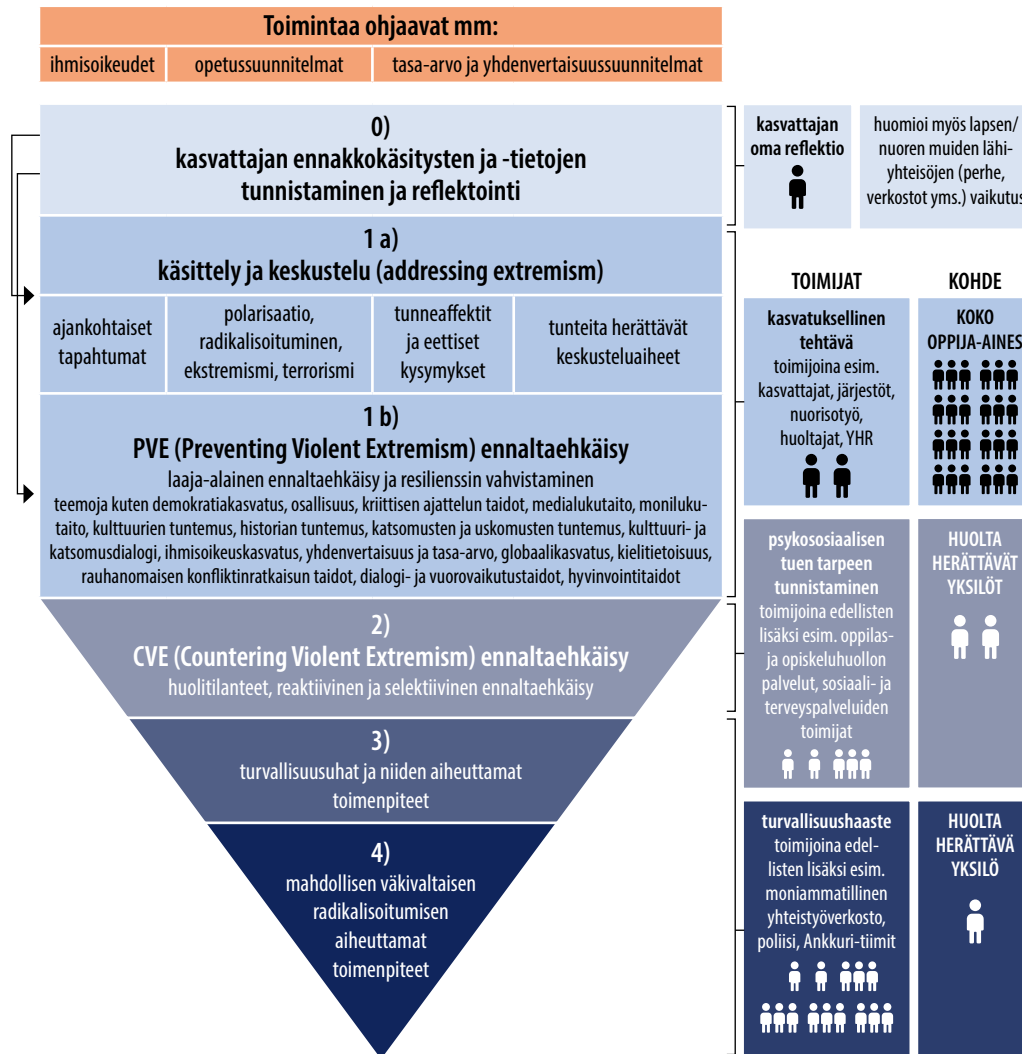 Toimintaa ohjaavat mm:
ihmisoikeudet
opetussuunnitelmat
tasa-arvo ja yhdenvertaisuussuunnitelmat
0)
kasvattajan ennakkokäsitysten ja -tietojen
tunnistaminen ja reflektointi
kasvattajan
oma reflektio
huomioi myös lapsen/
nuoren muiden lähi-
yhteisöjen (perhe,
verkostot yms.) vaikutus
1 a)
käsittely ja keskustelu (addressing extremism)
ajankohtaiset
tapahtumat
polarisaatio,
radikalisoituminen,
ekstremismi, terrorismi
tunneaffektit
ja eettiset
kysymykset
tunteita herättävät
keskusteluaiheet
1 b)
PVE (Preventing Violent Extremism) ennaltaehkäisy
laaja-alainen ennaltaehkäisy ja resilienssin vahvistaminen
teemoja kuten demokratiakasvatus, osallisuus, kriittisen ajattelun taidot, medialukutaito, moniluku-
taito, kulttuurien tuntemus, historian tuntemus, katsomusten ja uskomusten tuntemus, kulttuuri- ja
katsomusdialogi, ihmisoikeuskasvatus, yhdenvertaisuus ja tasa-arvo, globaalikasvatus, kielitietoisuus,
rauhanomaisen konfliktinratkaisun taidot, dialogi- ja vuorovaikutustaidot, hyvinvointitaidot
TOIMIJAT
kasvatuksellinen
tehtävä
toimijoina esim.
kasvattajat, järjestöt,
nuorisotyö,
huoltajat, YHR
KOHDE
KOKO
OPPIJA-AINES
2)
CVE (Countering Violent Extremism) ennaltaehkäisy
huolitilanteet, reaktiivinen ja selektiivinen ennaltaehkäisy
psykososiaalisen
tuen tarpeen
tunnistaminen
toimijoina edellisten
lisäksi esim. oppilas-
ja opiskeluhuollon
palvelut, sosiaali- ja
terveyspalveluiden
toimijat
HUOLTA
HERÄTTÄVÄT
YKSILÖT
3)
turvallisuusuhat ja niiden aiheuttamat
toimenpiteet
4)
mahdollisen väkivaltaisen
radikalisoitumisen
aiheuttamat
toimenpiteet
turvallisuushaaste
toimijoina edel-
listen lisäksi esim.
moniammatillinen
yhteistyöverkosto,
poliisi, Ankkuri-tiimit
HUOLTA
HERÄTTÄVÄ
YKSILÖ